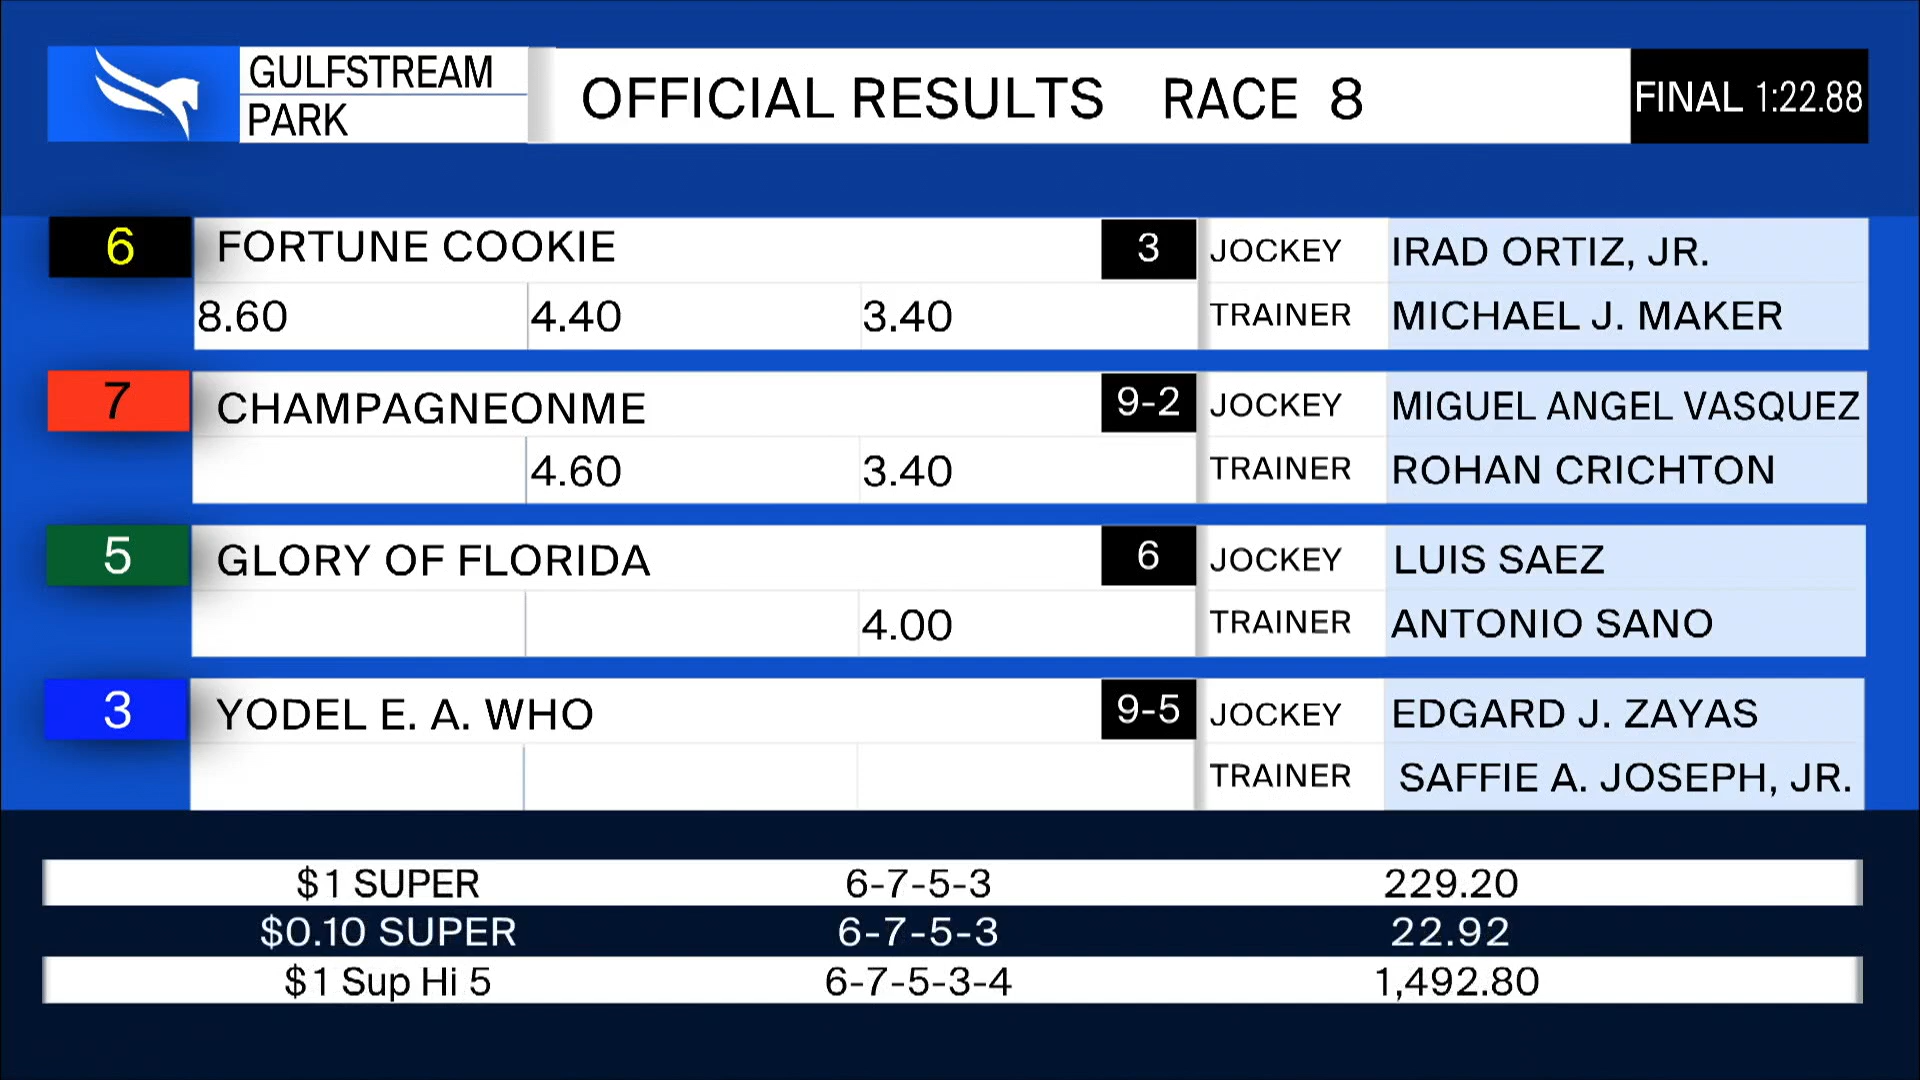 GULFSTREAM
PARK
OFFICIAL RESULTS RACE 8
FINAL 1:22.88
6 FORTUNE COOKIE 3 JOCKEY IRAD ORTIZ, JR.
8.60 4.40 3.40 TRAINER MICHAEL J. MAKER
7 CHAMPAGNEONME 9-2 JOCKEY MIGUEL ANGEL VASQUEZ
4.60 3.40 TRAINER ROHAN CRICHTON
5 GLORY OF FLORIDA 6 JOCKEY LUIS SAEZ
4.00 TRAINER ANTONIO SANO
3 YODEL E. A. WHO 9-5 JOCKEY EDGARD J. ZAYAS
TRAINER SAFFIE A. JOSEPH, JR.
$1 SUPER 6-7-5-3 229.20
$0.10 SUPER 6-7-5-3 22.92
$1 Sup Hi 5 6-7-5-3-4 1,492.80